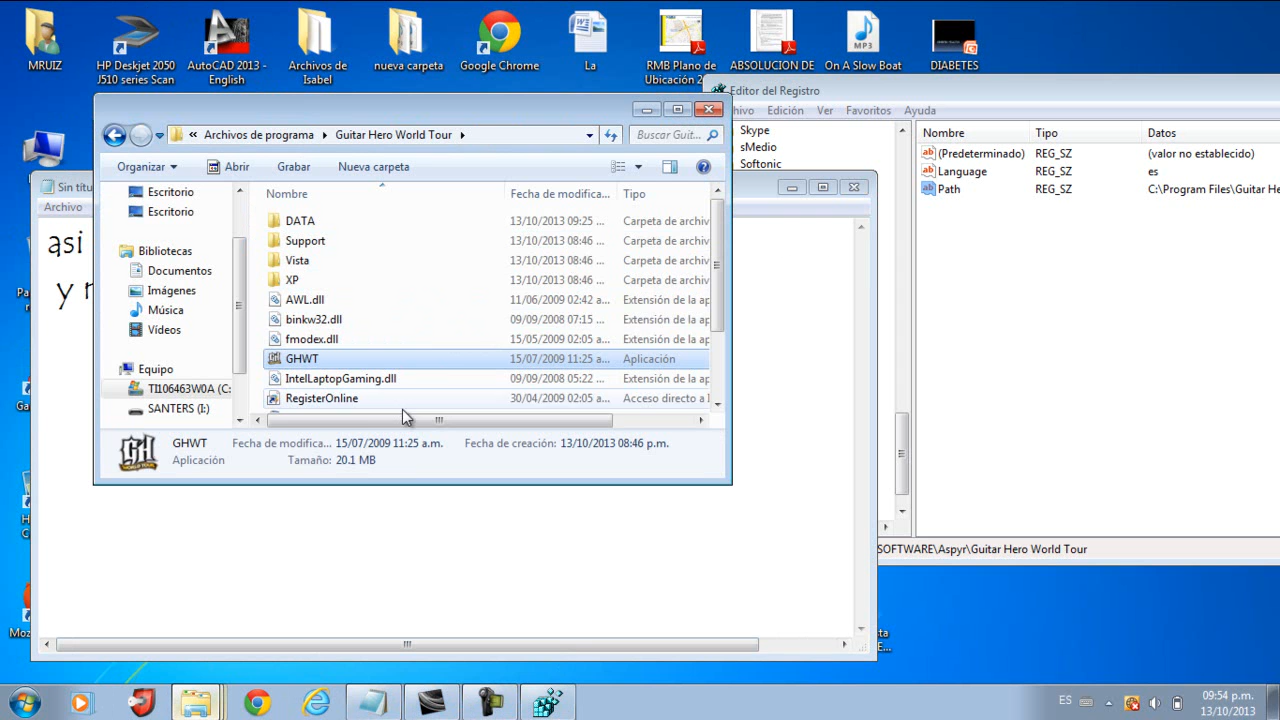 MRUIZ
HP Deskjet 2050
J510 series Scan
AutoCAD 2013 -
English
Archivos de
Isabel
nueva carpeta
Google Chrome
La
RMB Plano de
Ubicación 2
ABSOLUCION DE
On A Slow Boat
DIABETES
MP3
Editor del Registro
Edición Ver Favoritos Ayuda
Skype
sMedio
Softonic
Nombre Tipo Datos
(Predeterminado) REG_SZ (valor no establecido)
Language REG_SZ es
Path REG_SZ C:\Program Files\Guitar He
SOFTWARE\Aspyr\Guitar Hero World Tour
« Archivos de programa Guitar Hero World Tour
Buscar Guit...
Organizar Abrir Grabar Nueva carpeta
Escritorio
Escritorio
Bibliotecas
Documentos
Imágenes
Música
Vídeos
Equipo
TI106463W0A (C:
SANTERS (I:)
Nombre Fecha de modifica... Tipo
DATA 13/10/2013 09:25 ... Carpeta de archiv
Support 13/10/2013 08:46 ... Carpeta de archiv
Vista 13/10/2013 08:46 ... Carpeta de archiv
XP 13/10/2013 08:46 ... Carpeta de archiv
AWL.dll 11/06/2009 02:42 a... Extensión de la ap
binkw32.dll 09/09/2008 07:15 ... Extensión de la ap
fmodex.dll 15/05/2009 02:05 a... Extensión de la ap
GHWT 15/07/2009 11:25 a... Aplicación
IntelLaptopGaming.dll 09/09/2008 05:22 ... Extensión de la ap
RegisterOnline 30/04/2009 02:05 a... Acceso directo a I
GHWT Fecha de modifica... 15/07/2009 11:25 a.m. Fecha de creación: 13/10/2013 08:46 p.m.
Aplicación Tamaño: 20.1 MB
Sin títu
Archivo
asi
y
ES
09:54 p.m.
13/10/2013